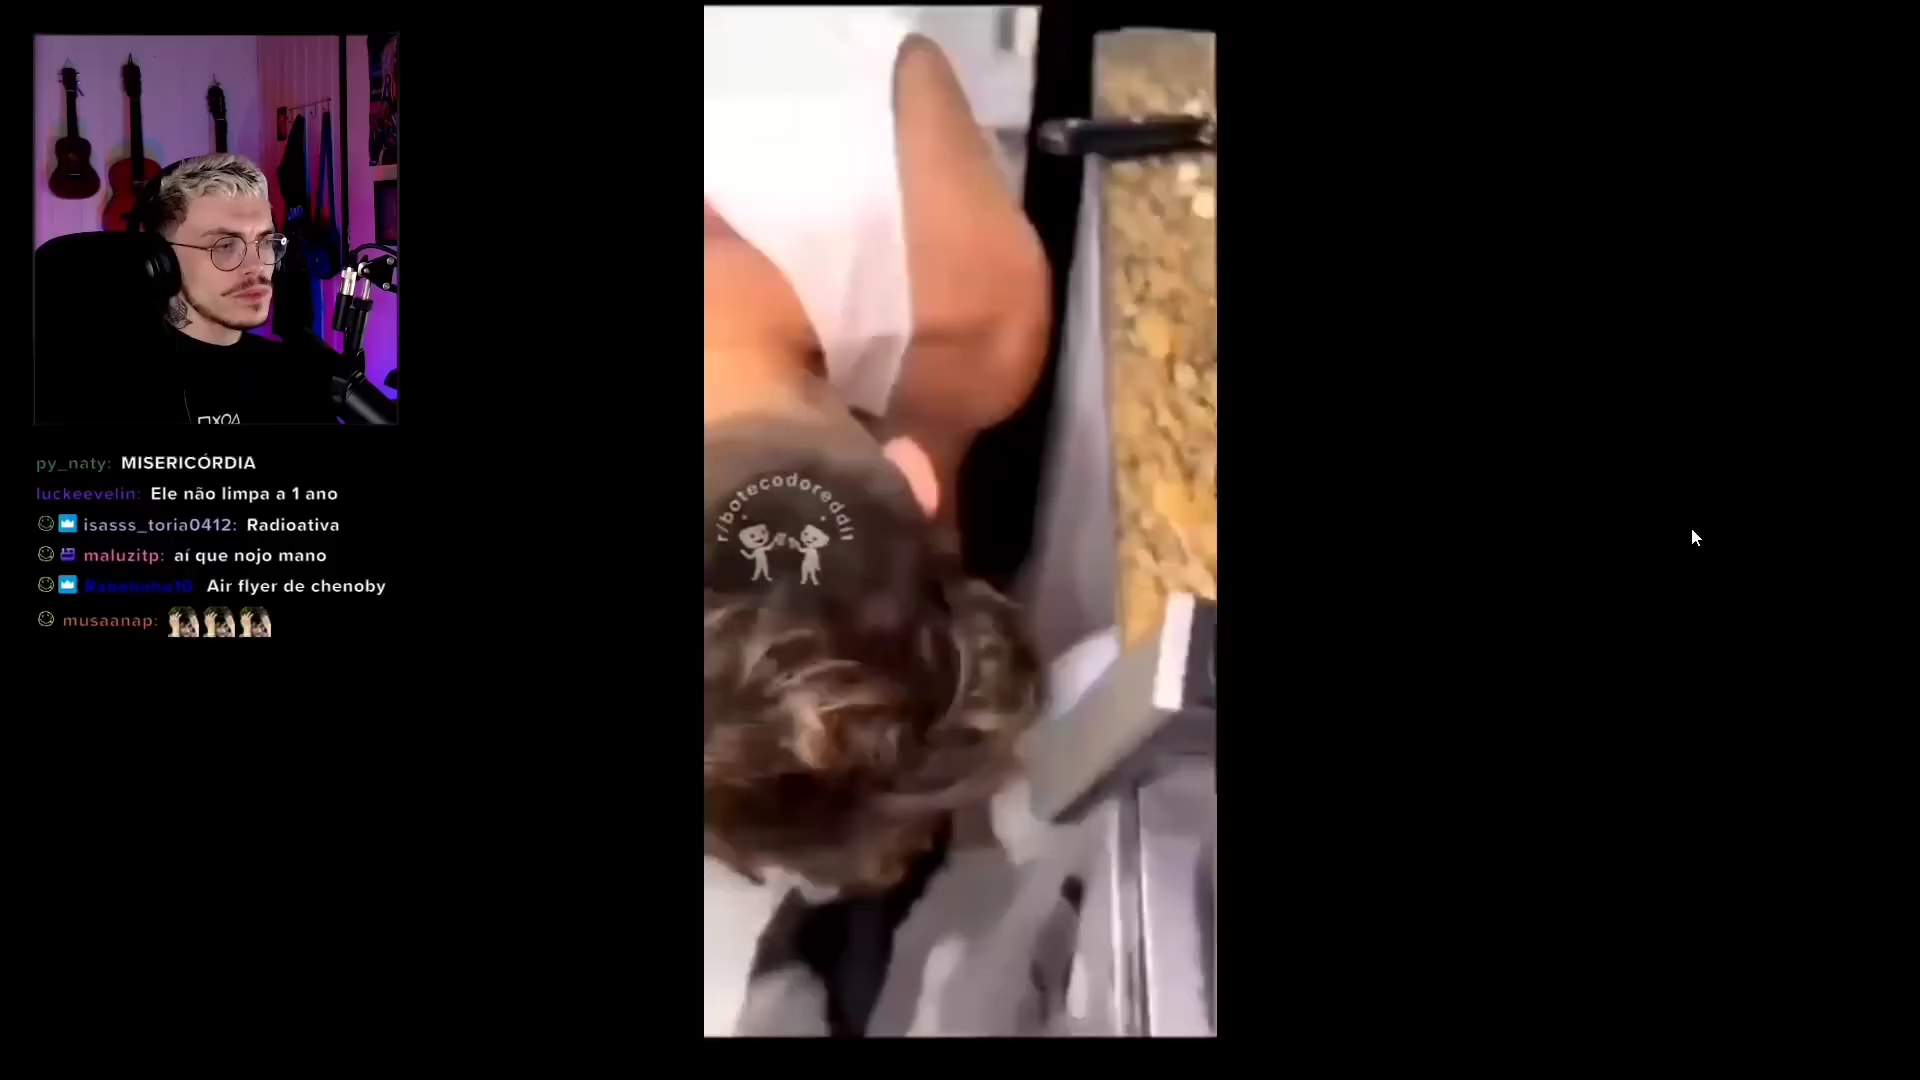 py_naty: MISERICÓRDIA
luckeevelin: Ele não limpa a 1 ano
isasss_toria0412: Radioativa
maluzitp: aí que nojo mano
Air flyer de chenoby
musaanap:
r/botecodoreddit